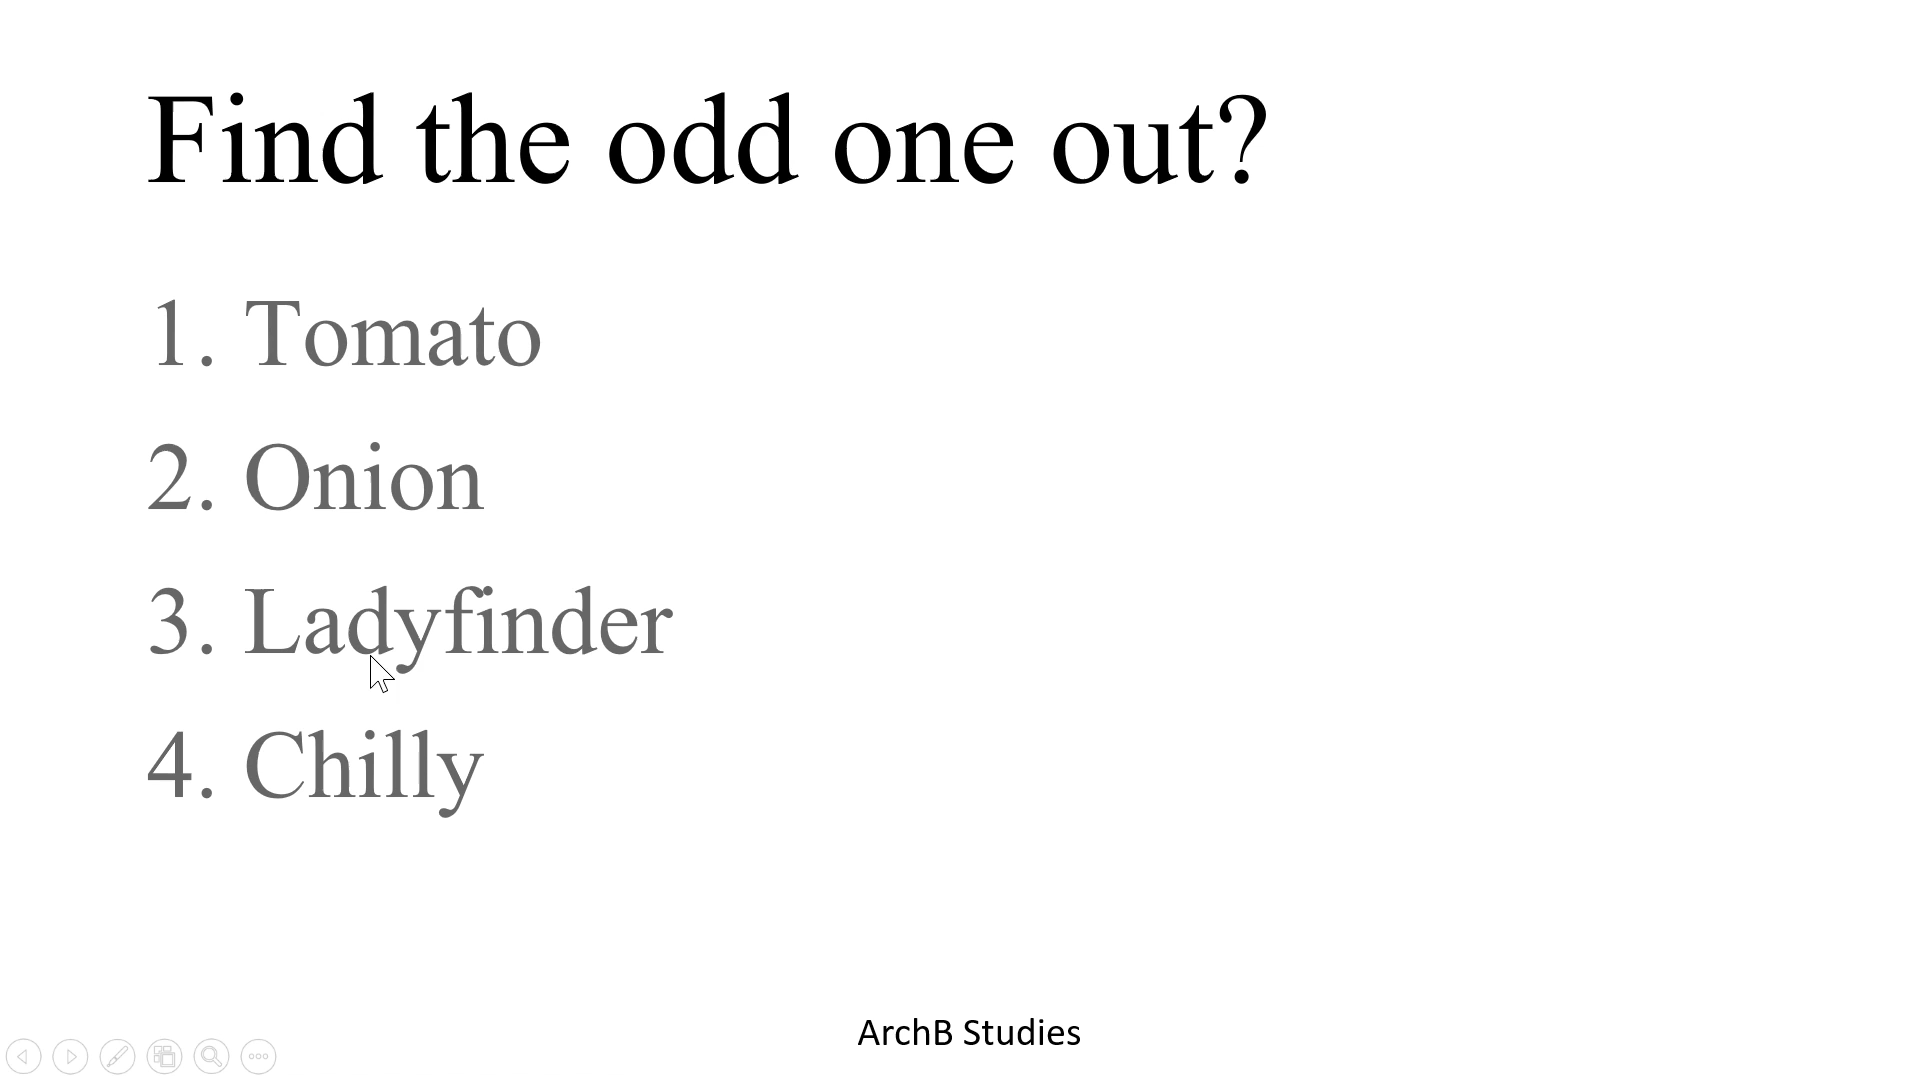 Find the odd one out?
1. Tomato
2. Onion
3. Ladyfinder
4. Chilly
ArchB Studies